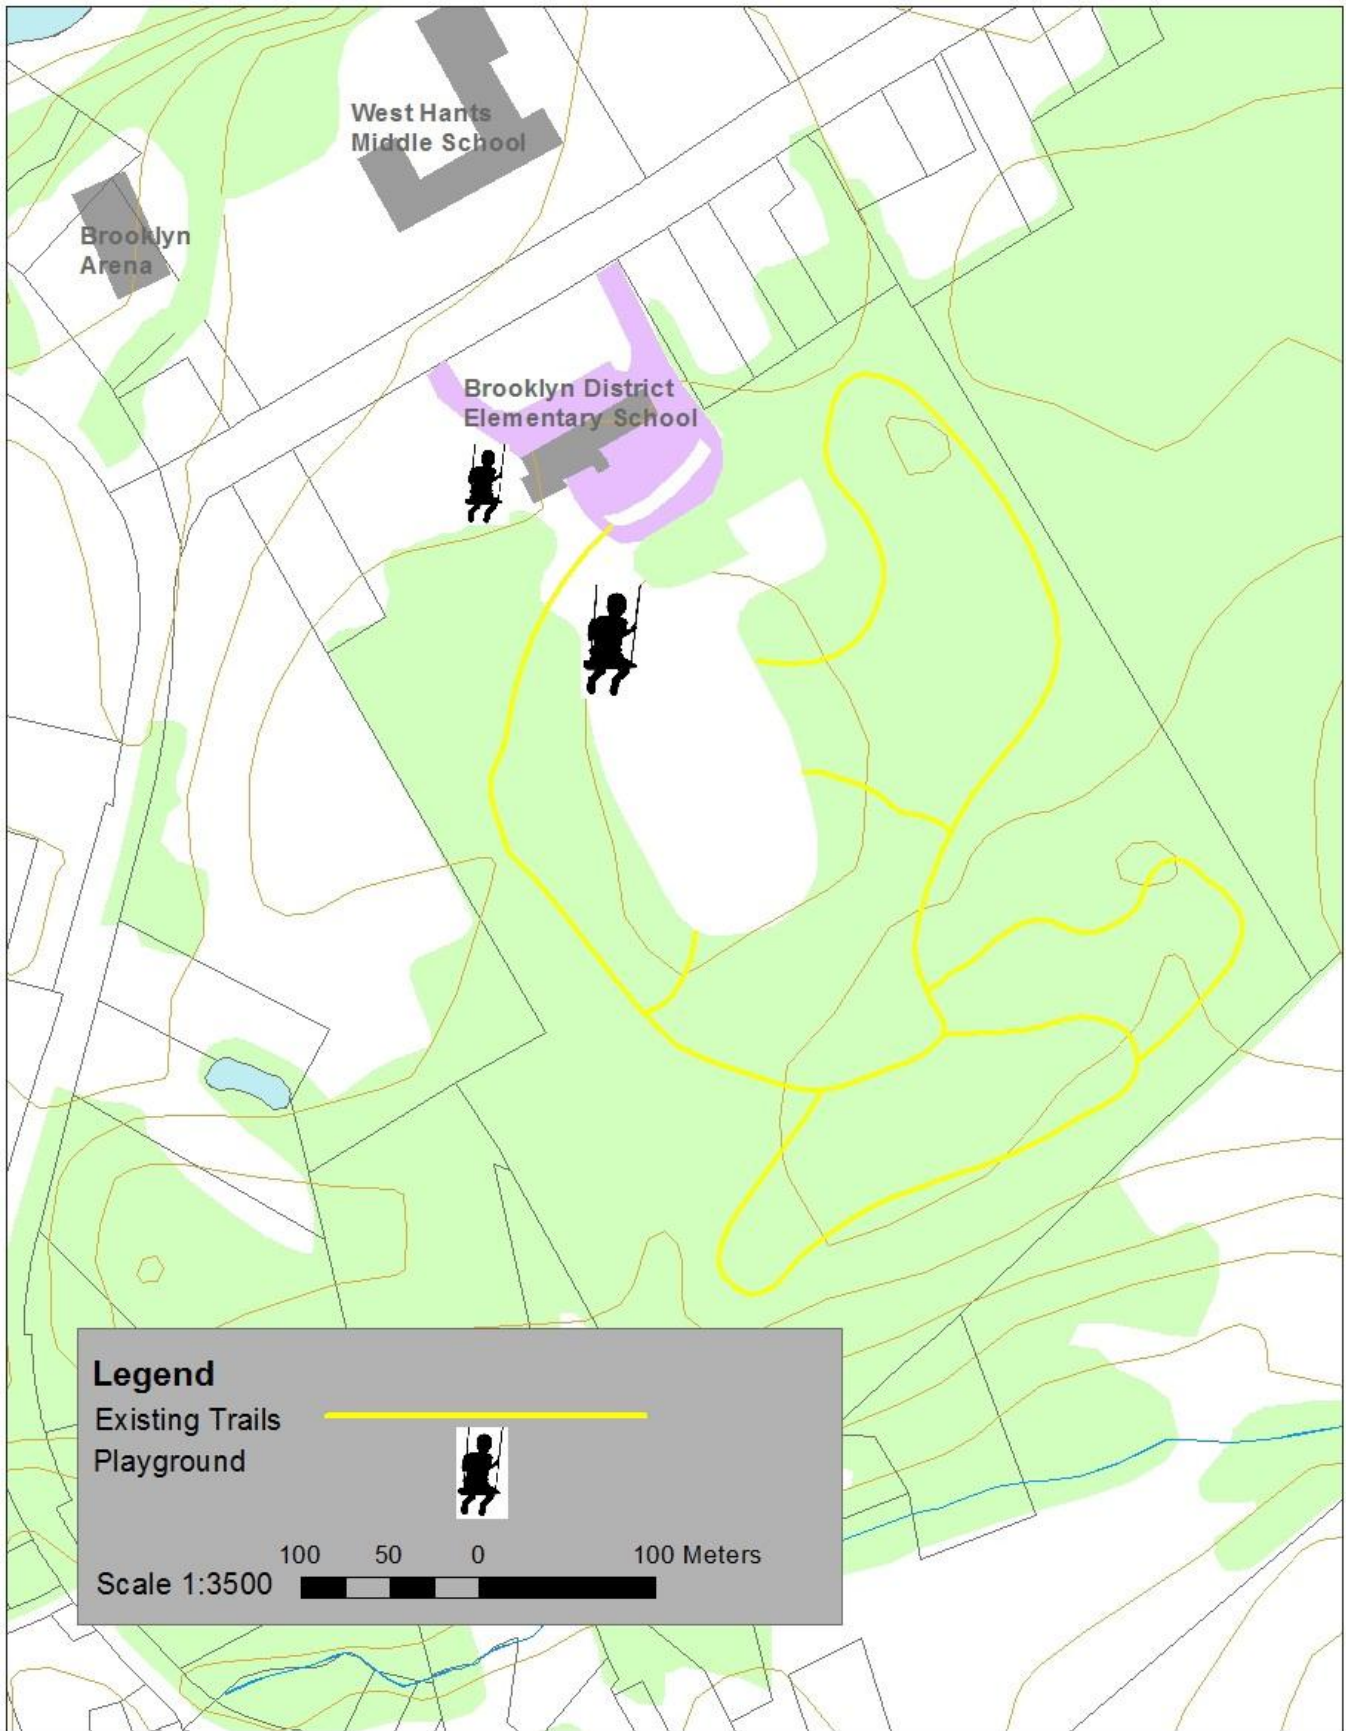 West Hants
Middle School
Brooklyn
Arena
Brooklyn District
Elementary School
Legend
Existing Trails
Playground
100 50 0 100 Meters
Scale 1:3500